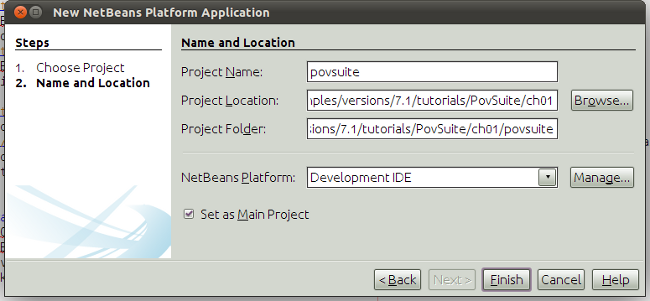 New NetBeans Platform Application
Steps
1. Choose Project
2. Name and Location
Name and Location
Project Name: povsuite
Project Location: ples/versions/7.1/tutorials/PovSuite/ch01 Browse...
Project Folder: sions/7.1/tutorials/PovSuite/ch01/povsuite
NetBeans Platform: Development IDE Manage...
Set as Main Project
< Back Next > Finish Cancel Help